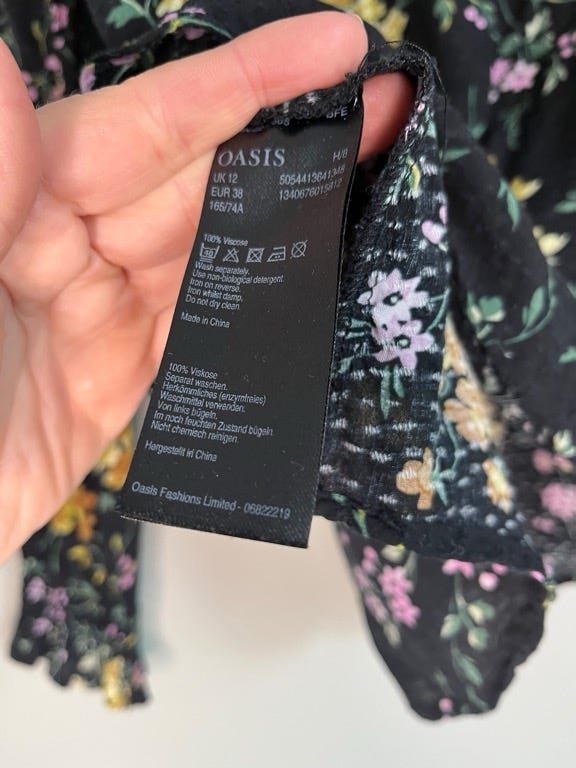 OASIS
H/8
UK 12
EUR 38
165/74A
100% Viscose
Wash separately.
Use non-biological detergent.
Iron on reverse.
Iron whilst damp.
Do not dry clean.
Made in China
100% Viskose
Separat waschen.
Herkömmliches (enzymfreies)
Waschmittel verwenden.
Von links bügeln.
Im noch feuchten Zustand bügeln.
Nicht chemisch reinigen.
Hergestellt in China
Oasis Fashions Limited - 06822219